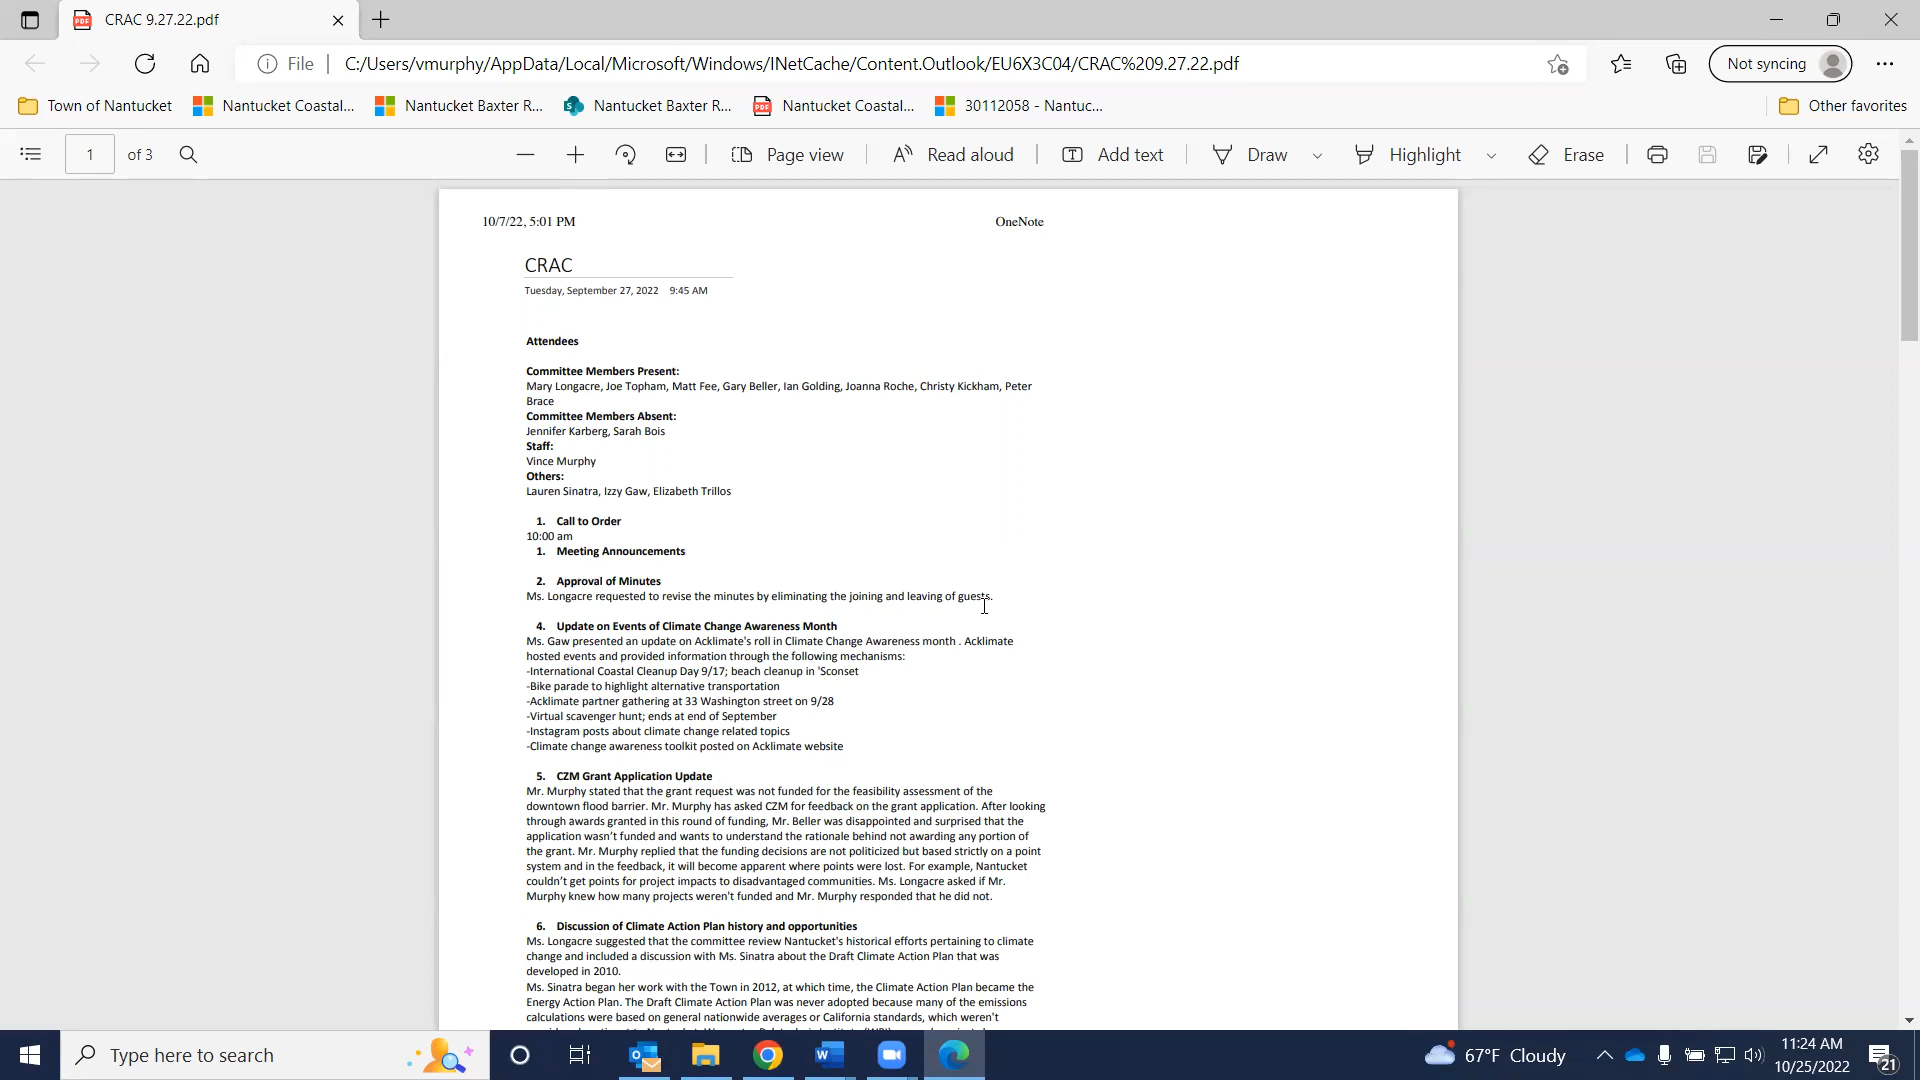 CRAC 9.27.22.pdf
File
C:/Users/vmurphy/AppData/Local/Microsoft/Windows/INetCache/Content.Outlook/EU6X3C04/CRAC%209.27.22.pdf
Not syncing
Town of Nantucket
Nantucket Coastal...
Nantucket Baxter R...
Nantucket Baxter R...
Nantucket Coastal...
30112058 - Nantuc...
Other favorites
1 of 3
Page view
Read aloud
Add text
Draw
Highlight
Erase
10/7/22, 5:01 PM
OneNote
CRAC
Tuesday, September 27, 2022 9:45 AM
Attendees
Committee Members Present:
Mary Longacre, Joe Topham, Matt Fee, Gary Beller, Ian Golding, Joanna Roche, Christy Kickham, Peter
Brace
Committee Members Absent:
Jennifer Karberg, Sarah Bois
Staff:
Vince Murphy
Others:
Lauren Sinatra, Izzy Gaw, Elizabeth Trillos
1. Call to Order
10:00 am
1. Meeting Announcements
2. Approval of Minutes
Ms. Longacre requested to revise the minutes by eliminating the joining and leaving of guests.
4. Update on Events of Climate Change Awareness Month
Ms. Gaw presented an update on Acklimate's roll in Climate Change Awareness month . Acklimate
hosted events and provided information through the following mechanisms:
-International Coastal Cleanup Day 9/17; beach cleanup in 'Sconset
-Bike parade to highlight alternative transportation
-Acklimate partner gathering at 33 Washington street on 9/28
-Virtual scavenger hunt; ends at end of September
-Instagram posts about climate change related topics
-Climate change awareness toolkit posted on Acklimate website
5. CZM Grant Application Update
Mr. Murphy stated that the grant request was not funded for the feasibility assessment of the
downtown flood barrier. Mr. Murphy has asked CZM for feedback on the grant application. After looking
through awards granted in this round of funding, Mr. Beller was disappointed and surprised that the
application wasn't funded and wants to understand the rationale behind not awarding any portion of
the grant. Mr. Murphy replied that the funding decisions are not politicized but based strictly on a point
system and in the feedback, it will become apparent where points were lost. For example, Nantucket
couldn't get points for project impacts to disadvantaged communities. Ms. Longacre asked if Mr.
Murphy knew how many projects weren't funded and Mr. Murphy responded that he did not.
6. Discussion of Climate Action Plan history and opportunities
Ms. Longacre suggested that the committee review Nantucket's historical efforts pertaining to climate
change and included a discussion with Ms. Sinatra about the Draft Climate Action Plan that was
developed in 2010.
Ms. Sinatra began her work with the Town in 2012, at which time, the Climate Action Plan became the
Energy Action Plan. The Draft Climate Action Plan was never adopted because many of the emissions
calculations were based on general nationwide averages or California standards, which weren't
Type here to search
67°F Cloudy
11:24 AM
10/25/2022
21